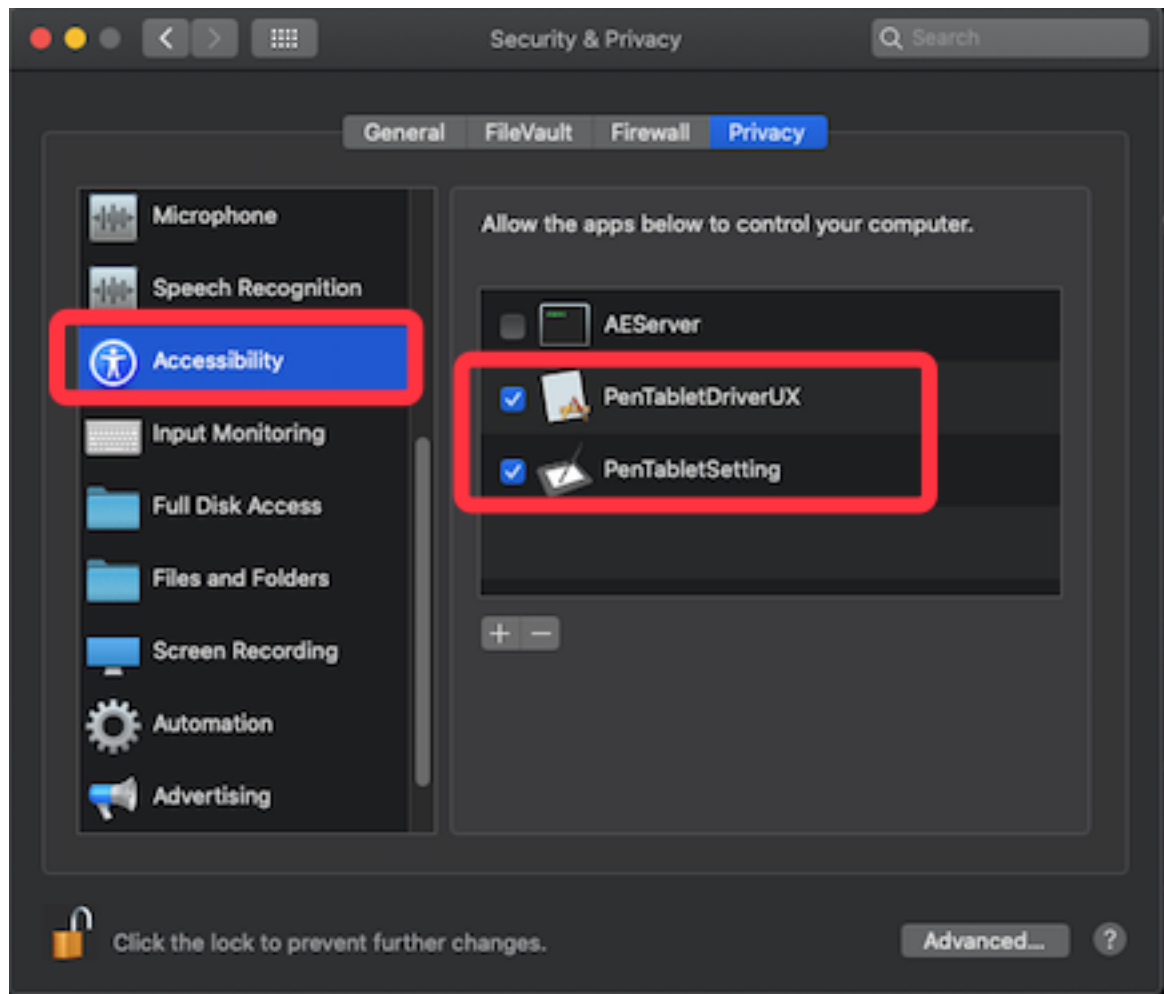 Security & Privacy
Search
General FileVault Firewall Privacy
Microphone
Speech Recognition
Accessibility
Input Monitoring
Full Disk Access
Files and Folders
Screen Recording
Automation
Advertising
Allow the apps below to control your computer.
AEServer
PenTabletDriverUX
PenTabletSetting
+ −
Click the lock to prevent further changes.
Advanced... ?